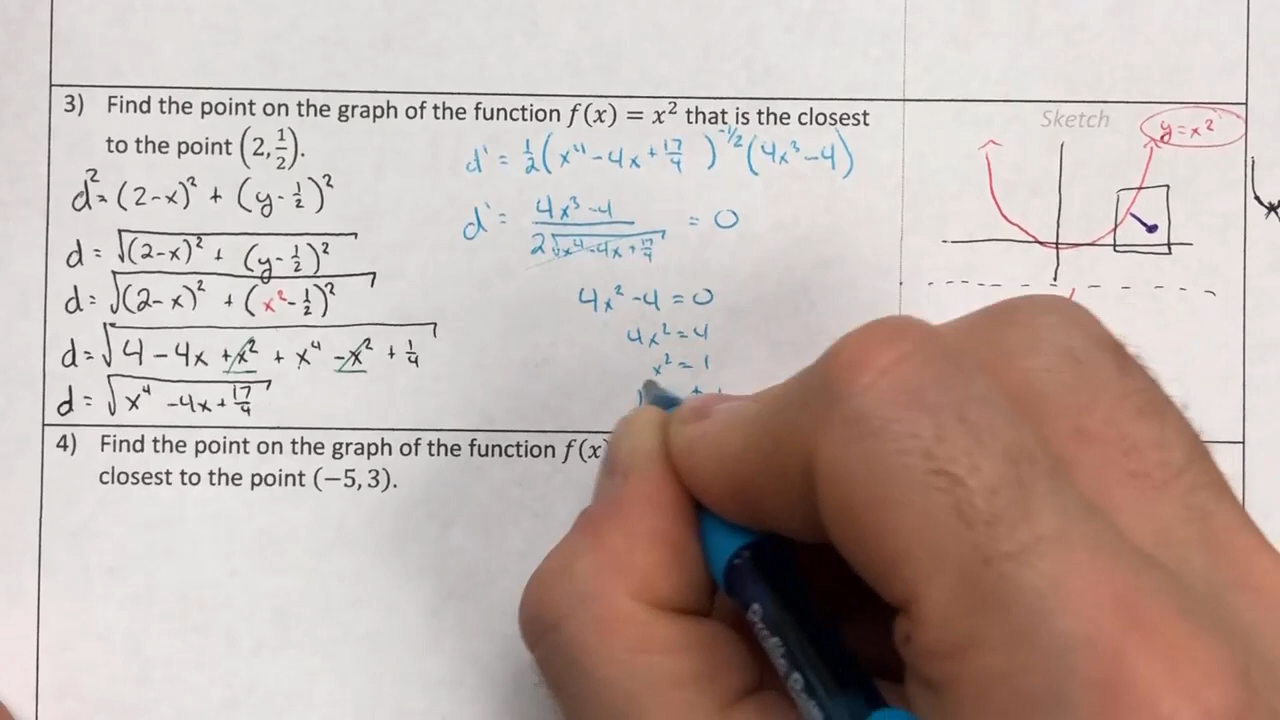 3) Find the point on the graph of the function f(x) = x² that is the closest
to the point (2, 1/2).
d² = (2-x)² + (y-1/2)²
d = √((2-x)² + (y-1/2)²)
d = √((2-x)² + (x²-1/2)²)
d = √(4 - 4x + x² + x⁴ - x² + 1/4)
d = √(x⁴ - 4x + 17/4)
d' = 1/2(x⁴ - 4x + 17/4)^(-1/2)(4x³ - 4)
d' = (4x³ - 4)/(2√(x⁴ - 4x + 17/4)) = 0
4x² - 4 = 0
4x² = 4
x² = 1
Sketch
y = x²
4) Find the point on the graph of the function f(x)
closest to the point (−5, 3).